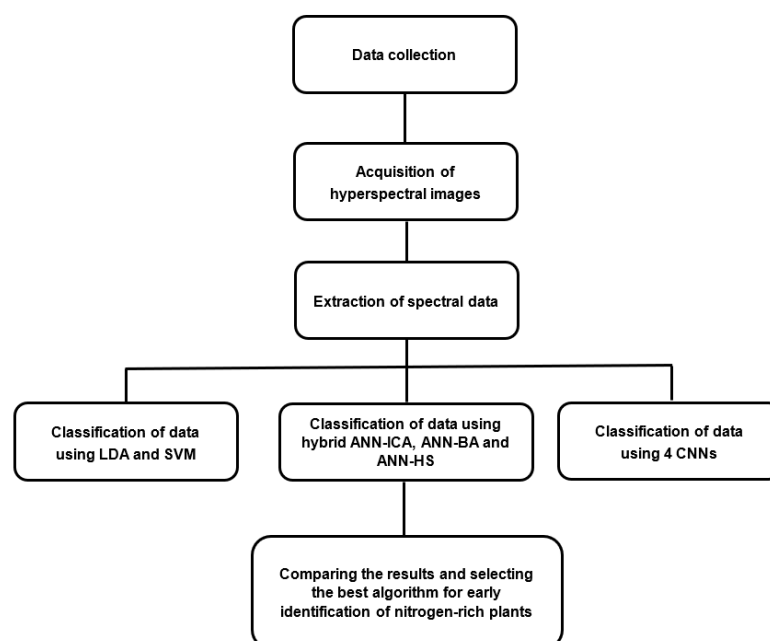 Data collection
Acquisition of
hyperspectral images
Extraction of spectral data
Classification of data
using LDA and SVM
Classification of data using
hybrid ANN-ICA, ANN-BA and
ANN-HS
Classification of data
using 4 CNNs
Comparing the results and selecting
the best algorithm for early
identification of nitrogen-rich plants